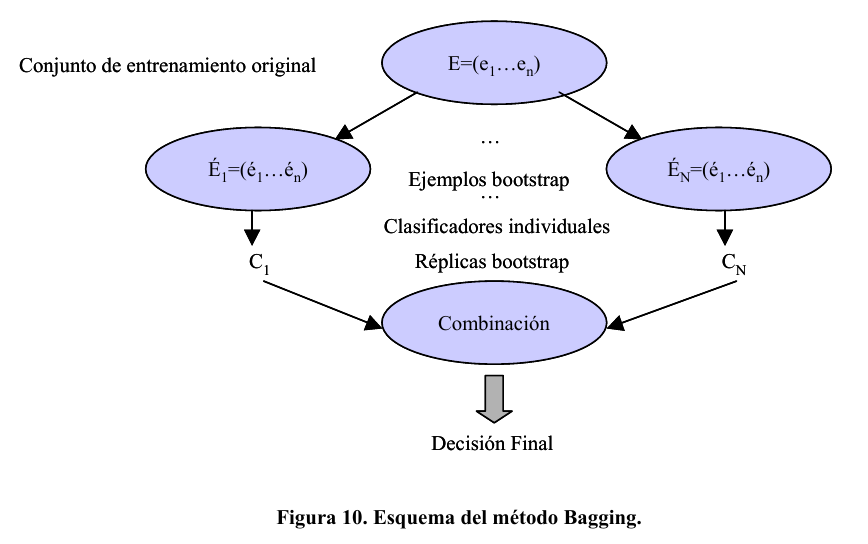 E=(e1…en)
Conjunto de entrenamiento original
…
É1=(é1…én)
ÉN=(é1…én)
Ejemplos bootstrap
…
Clasificadores individuales
C1
Réplicas bootstrap
CN
Combinación
Decisión Final
Figura 10. Esquema del método Bagging.